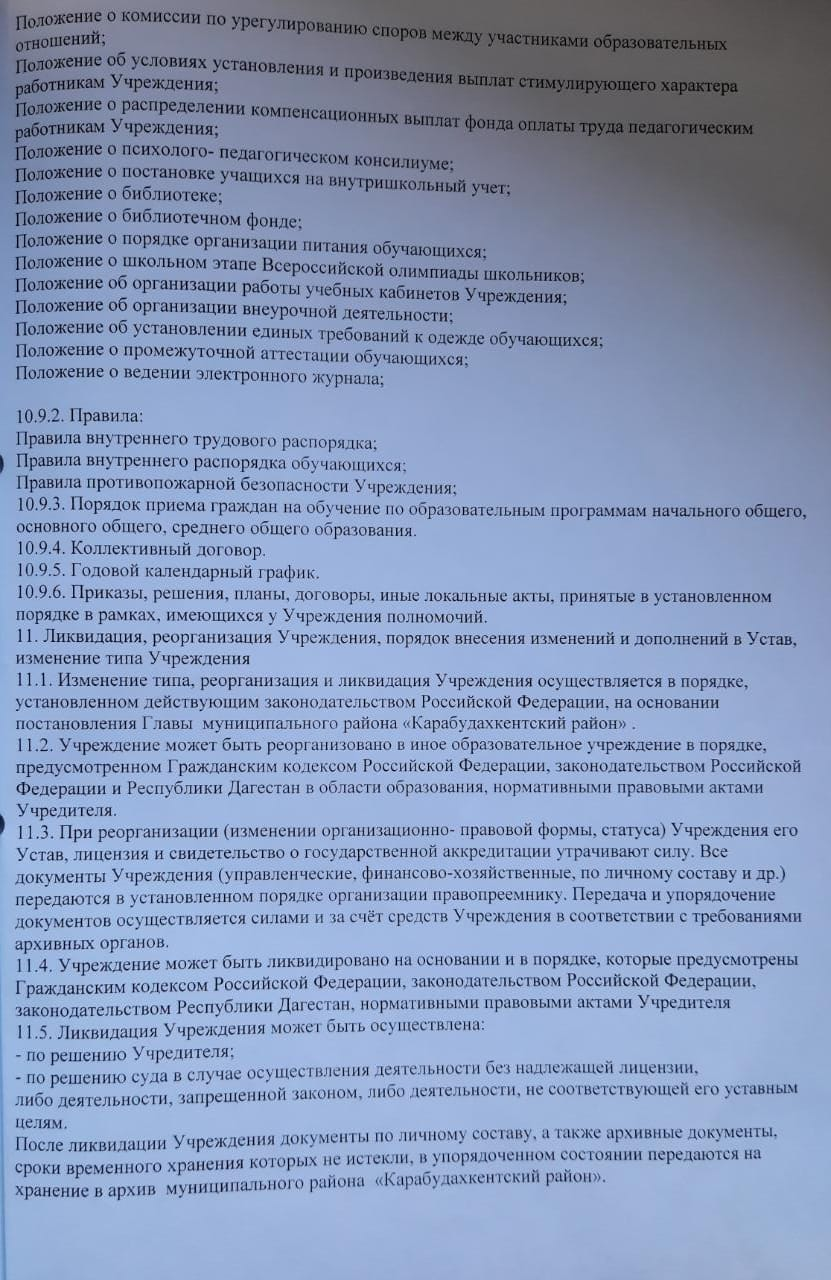 Положение о комиссии по урегулированию споров между участниками образовательных
отношений;
Положение об условиях установления и произведения выплат стимулирующего характера
работникам Учреждения;
Положение о распределении компенсационных выплат фонда оплаты труда педагогическим
работникам Учреждения;
Положение о психолого- педагогическом консилиуме;
Положение о постановке учащихся на внутришкольный учет;
Положение о библиотеке;
Положение о библиотечном фонде;
Положение о порядке организации питания обучающихся;
Положение о школьном этапе Всероссийской олимпиады школьников;
Положение об организации работы учебных кабинетов Учреждения;
Положение об организации внеурочной деятельности;
Положение об установлении единых требований к одежде обучающихся;
Положение о промежуточной аттестации обучающихся;
Положение о ведении электронного журнала;
10.9.2. Правила:
Правила внутреннего трудового распорядка;
Правила внутреннего распорядка обучающихся;
Правила противопожарной безопасности Учреждения;
10.9.3. Порядок приема граждан на обучение по образовательным программам начального общего,
основного общего, среднего общего образования.
10.9.4. Коллективный договор.
10.9.5. Годовой календарный график.
10.9.6. Приказы, решения, планы, договоры, иные локальные акты, принятые в установленном
порядке в рамках, имеющихся у Учреждения полномочий.
11. Ликвидация, реорганизация Учреждения, порядок внесения изменений и дополнений в Устав,
изменение типа Учреждения
11.1. Изменение типа, реорганизация и ликвидация Учреждения осуществляется в порядке,
установленном действующим законодательством Российской Федерации, на основании
постановления Главы муниципального района «Карабудахкентский район» .
11.2. Учреждение может быть реорганизовано в иное образовательное учреждение в порядке,
предусмотренном Гражданским кодексом Российской Федерации, законодательством Российской
Федерации и Республики Дагестан в области образования, нормативными правовыми актами
Учредителя.
11.3. При реорганизации (изменении организационно- правовой формы, статуса) Учреждения его
Устав, лицензия и свидетельство о государственной аккредитации утрачивают силу. Все
документы Учреждения (управленческие, финансово-хозяйственные, по личному составу и др.)
передаются в установленном порядке организации правопреемнику. Передача и упорядочение
документов осуществляется силами и за счёт средств Учреждения в соответствии с требованиями
архивных органов.
11.4. Учреждение может быть ликвидировано на основании и в порядке, которые предусмотрены
Гражданским кодексом Российской Федерации, законодательством Российской Федерации,
законодательством Республики Дагестан, нормативными правовыми актами Учредителя
11.5. Ликвидация Учреждения может быть осуществлена:
- по решению Учредителя;
- по решению суда в случае осуществления деятельности без надлежащей лицензии,
либо деятельности, запрещенной законом, либо деятельности, не соответствующей его уставным
целям.
После ликвидации Учреждения документы по личному составу, а также архивные документы,
сроки временного хранения которых не истекли, в упорядоченном состоянии передаются на
хранение в архив муниципального района «Карабудахкентский район».